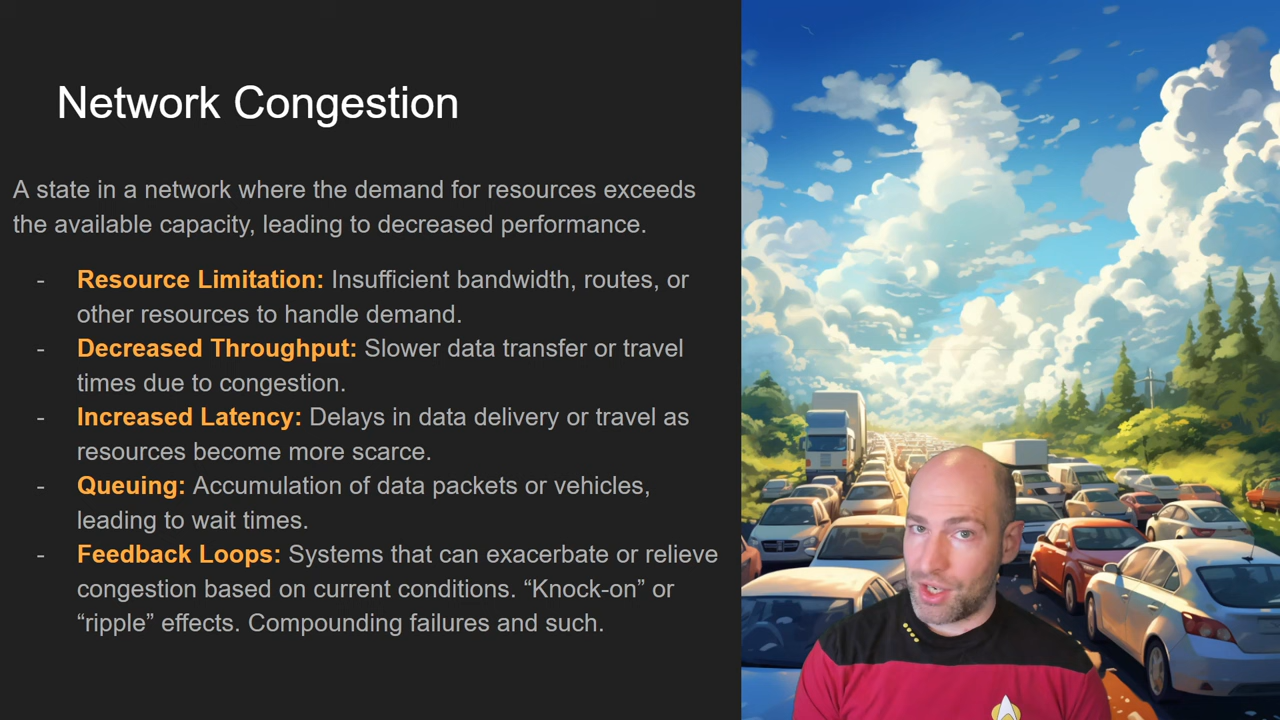 Network Congestion
A state in a network where the demand for resources exceeds
the available capacity, leading to decreased performance.
- Resource Limitation: Insufficient bandwidth, routes, or
other resources to handle demand.
- Decreased Throughput: Slower data transfer or travel
times due to congestion.
- Increased Latency: Delays in data delivery or travel as
resources become more scarce.
- Queuing: Accumulation of data packets or vehicles,
leading to wait times.
- Feedback Loops: Systems that can exacerbate or relieve
congestion based on current conditions. “Knock-on” or
“ripple” effects. Compounding failures and such.